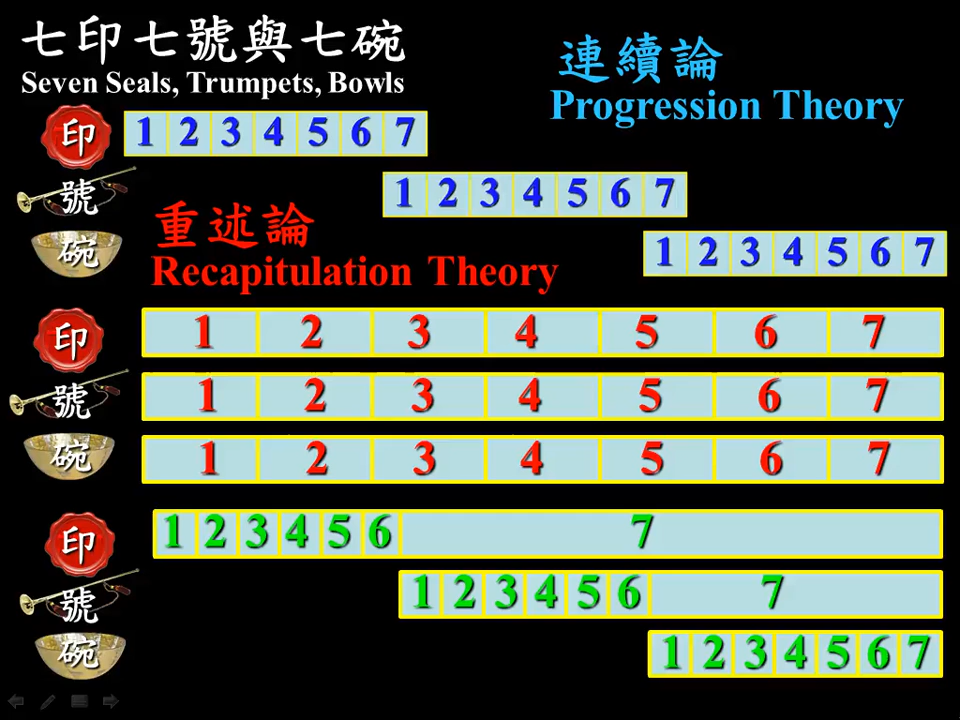 七印七號與七碗
Seven Seals, Trumpets, Bowls
連續論
Progression Theory
印 1 2 3 4 5 6 7
號 1 2 3 4 5 6 7
碗 1 2 3 4 5 6 7
重述論
Recapitulation Theory
印 1 2 3 4 5 6 7
號 1 2 3 4 5 6 7
碗 1 2 3 4 5 6 7
印 1 2 3 4 5 6 7
號 1 2 3 4 5 6 7
碗 1 2 3 4 5 6 7